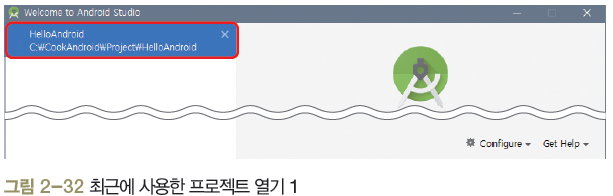 Welcome to Android Studio
HelloAndroid
C:₩CookAndroid₩Project₩HelloAndroid
Configure
Get Help
그림 2-32 최근에 사용한 프로젝트 열기 1